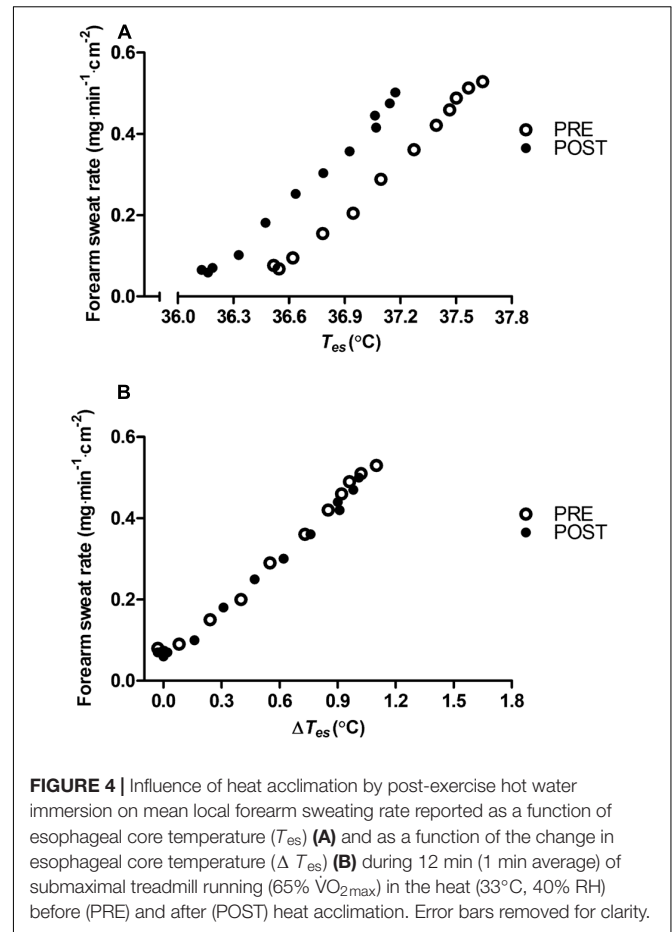 A
Forearm sweat rate (mg·min⁻¹·cm⁻²)
0.6
0.4
0.2
0.0
36.0 36.3 36.6 36.9 37.2 37.5 37.8
Tes (°C)
PRE
POST
B
Forearm sweat rate (mg·min⁻¹·cm⁻²)
0.6
0.4
0.2
0.0
0.0 0.3 0.6 0.9 1.2 1.5 1.8
ΔTes (°C)
PRE
POST
FIGURE 4 | Influence of heat acclimation by post-exercise hot water
immersion on mean local forearm sweating rate reported as a function of
esophageal core temperature (Tes) (A) and as a function of the change in
esophageal core temperature (Δ Tes) (B) during 12 min (1 min average) of
submaximal treadmill running (65% V̇O2max) in the heat (33°C, 40% RH)
before (PRE) and after (POST) heat acclimation. Error bars removed for clarity.